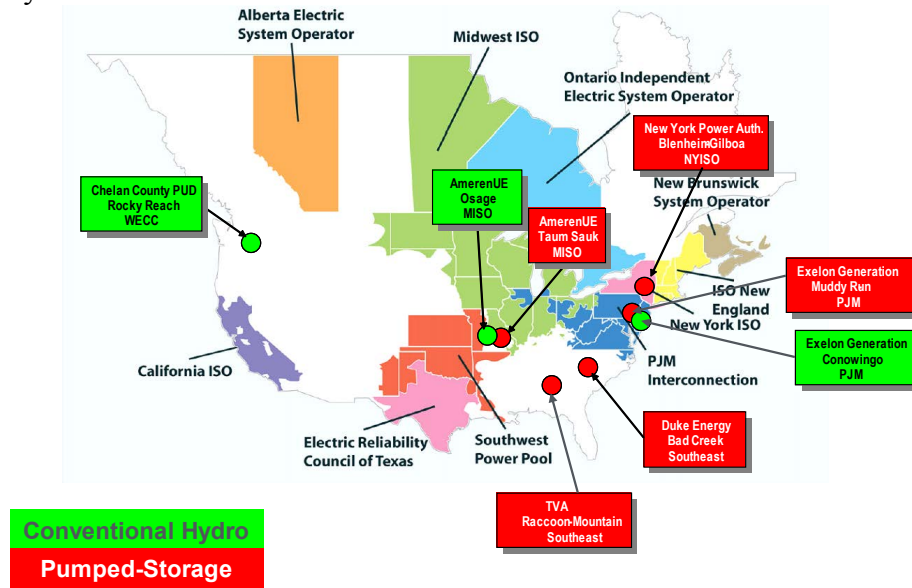 Alberta Electric
System Operator
Midwest ISO
Ontario Independent
Electric System Operator
New York Power Auth.
Blenheim-Gilboa
NYISO
New Brunswick
System Operator
Chelan County PUD
Rocky Reach
WECC
AmerenUE
Osage
MISO
AmerenUE
Taum Sauk
MISO
Exelon Generation
Muddy Run
PJM
ISO New
England
New York ISO
Exelon Generation
Conowingo
PJM
PJM
Interconnection
California ISO
Electric Reliability
Council of Texas
Southwest
Power Pool
Duke Energy
Bad Creek
Southeast
TVA
Raccoon-Mountain
Southeast
Conventional Hydro
Pumped-Storage